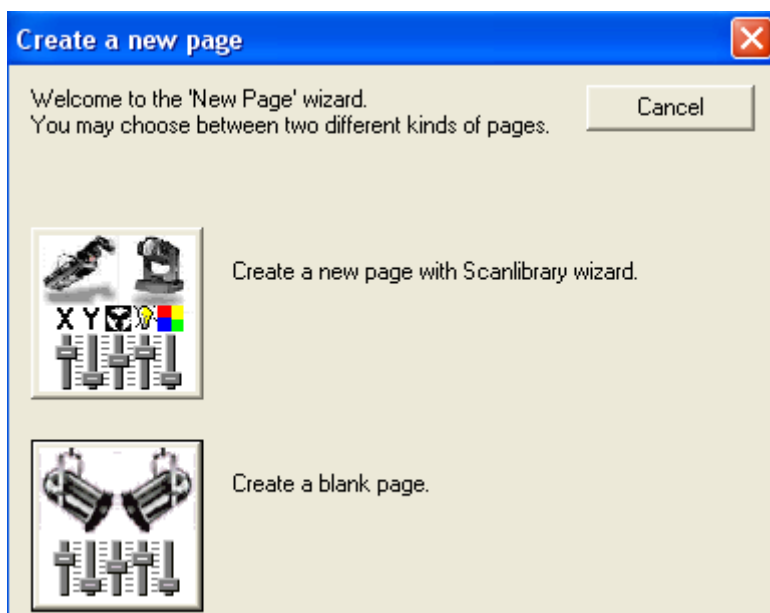 Create a new page
Welcome to the 'New Page' wizard.
You may choose between two different kinds of pages.
Cancel
Create a new page with Scanlibrary wizard.
X Y
Create a blank page.